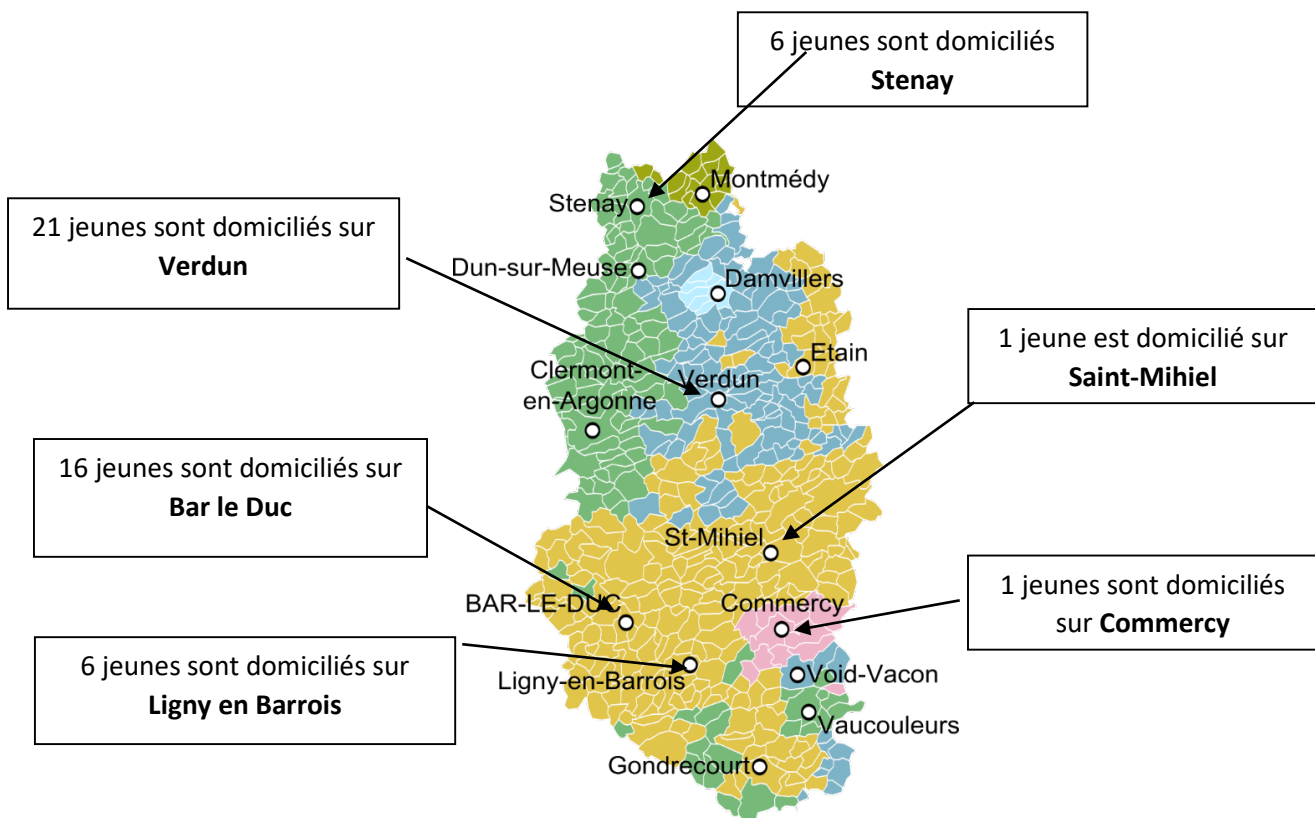 6 jeunes sont domiciliés
Stenay
21 jeunes sont domiciliés sur
Verdun
1 jeune est domicilié sur
Saint-Mihiel
16 jeunes sont domiciliés sur
Bar le Duc
1 jeunes sont domiciliés
sur Commercy
6 jeunes sont domiciliés sur
Ligny en Barrois
Montmédy
Stenay
Dun-sur-Meuse
Damvillers
Etain
Clermont-
en-Argonne
Verdun
St-Mihiel
BAR-LE-DUC
Commercy
Ligny-en-Barrois
Void-Vacon
Vaucouleurs
Gondrecourt